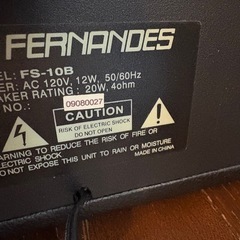 FERNANDES
EL: FS-10B
ER: AC 120V, 12W, 50/60Hz
AKER RATING : 20W, 4ohm
NO.: 09080027
CAUTION
RISK OF ELECTRIC SHOCK
DO NOT OPEN
WARNING: TO REDUCE THE RISK OF FIRE OR
ELECTRIC SHOCK
DO NOT EXPOSE THIS UNIT TO RAIN OR MOISTURE
MADE IN CHINA